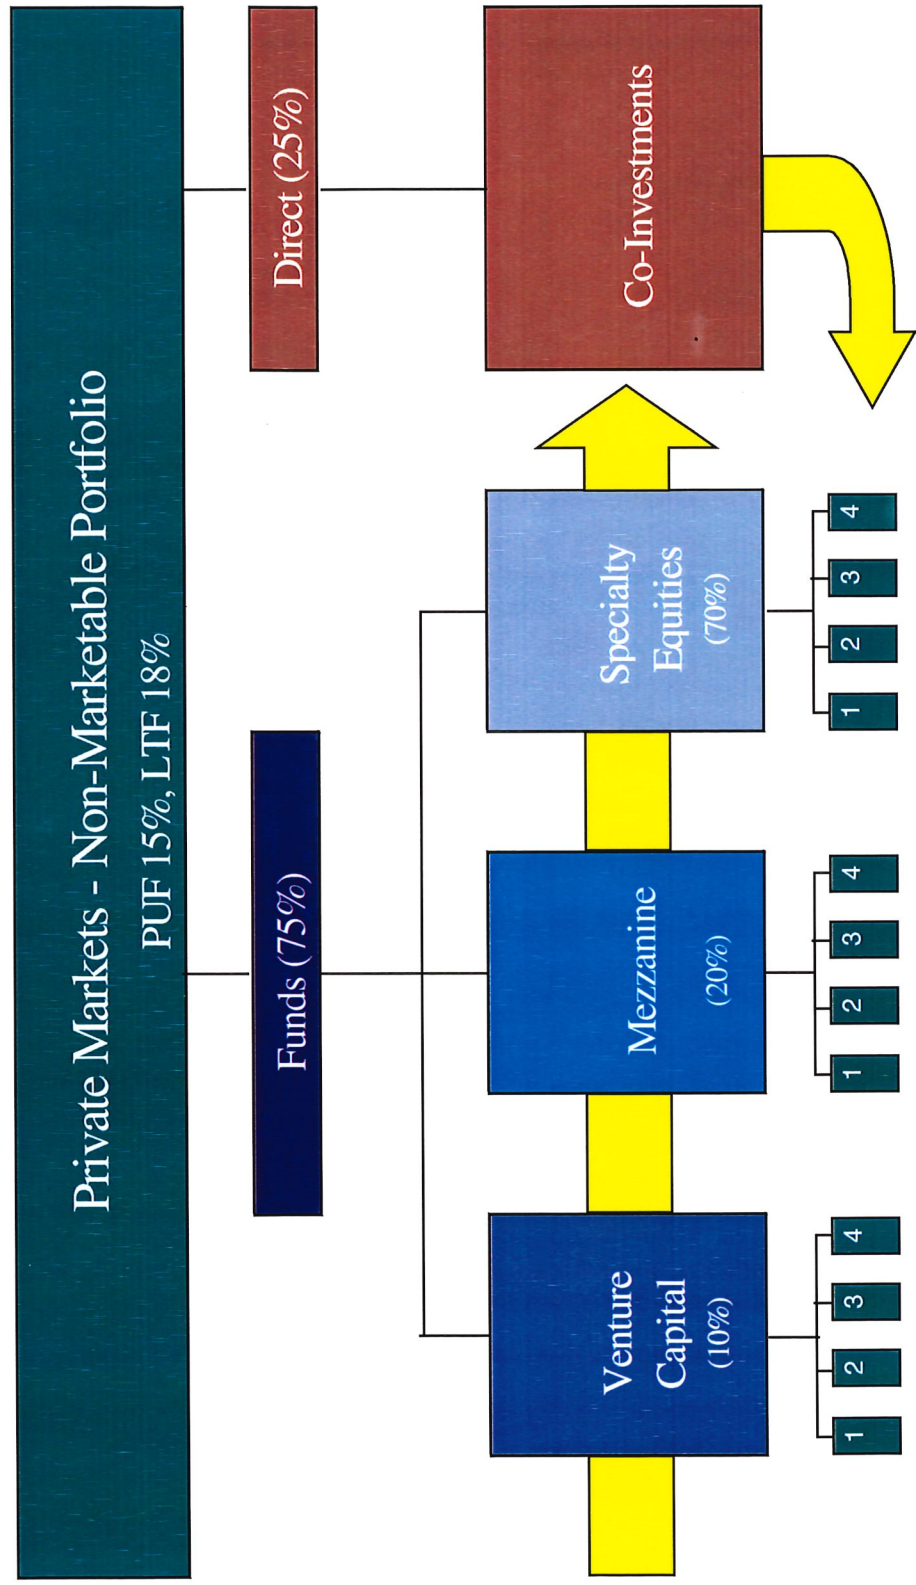 Private Markets - Non-Marketable Portfolio
PUF 15%, LTF 18%
Funds (75%)
Direct (25%)
Venture
Capital
(10%)
Mezzanine
(20%)
Specialty
Equities
(70%)
Co-Investments
1 2 3 4
1 2 3 4
1 2 3 4